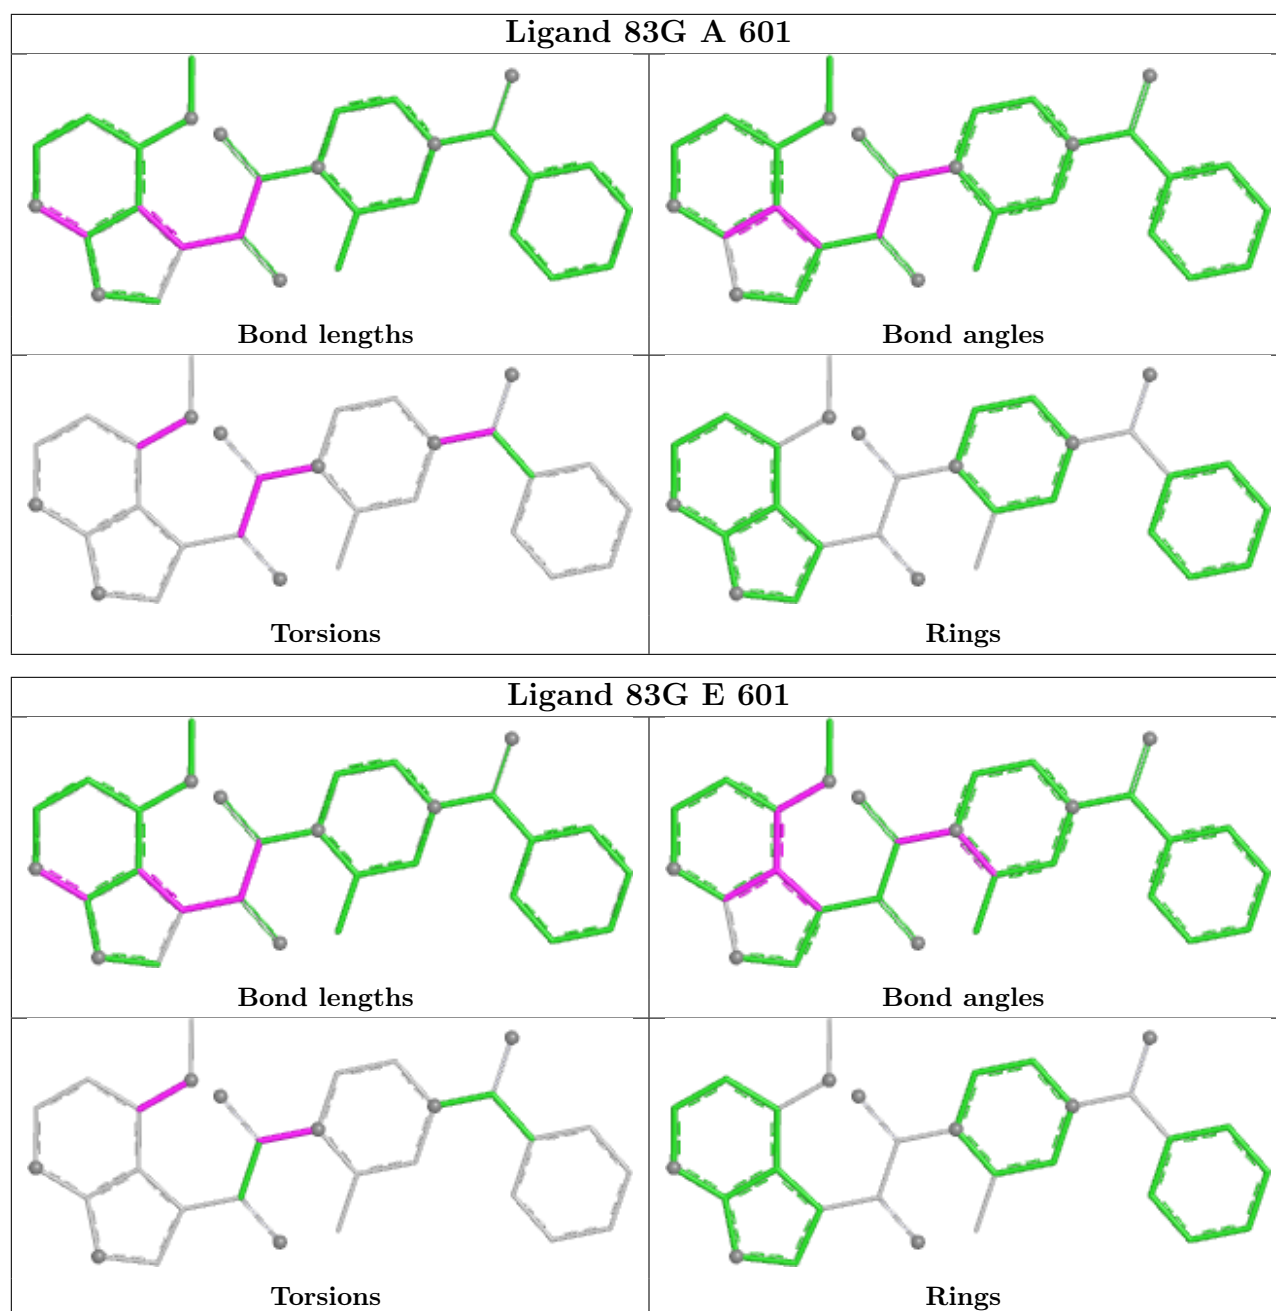 Ligand 83G A 601
Bond lengths
Bond angles
Torsions
Rings
Ligand 83G E 601
Bond lengths
Bond angles
Torsions
Rings